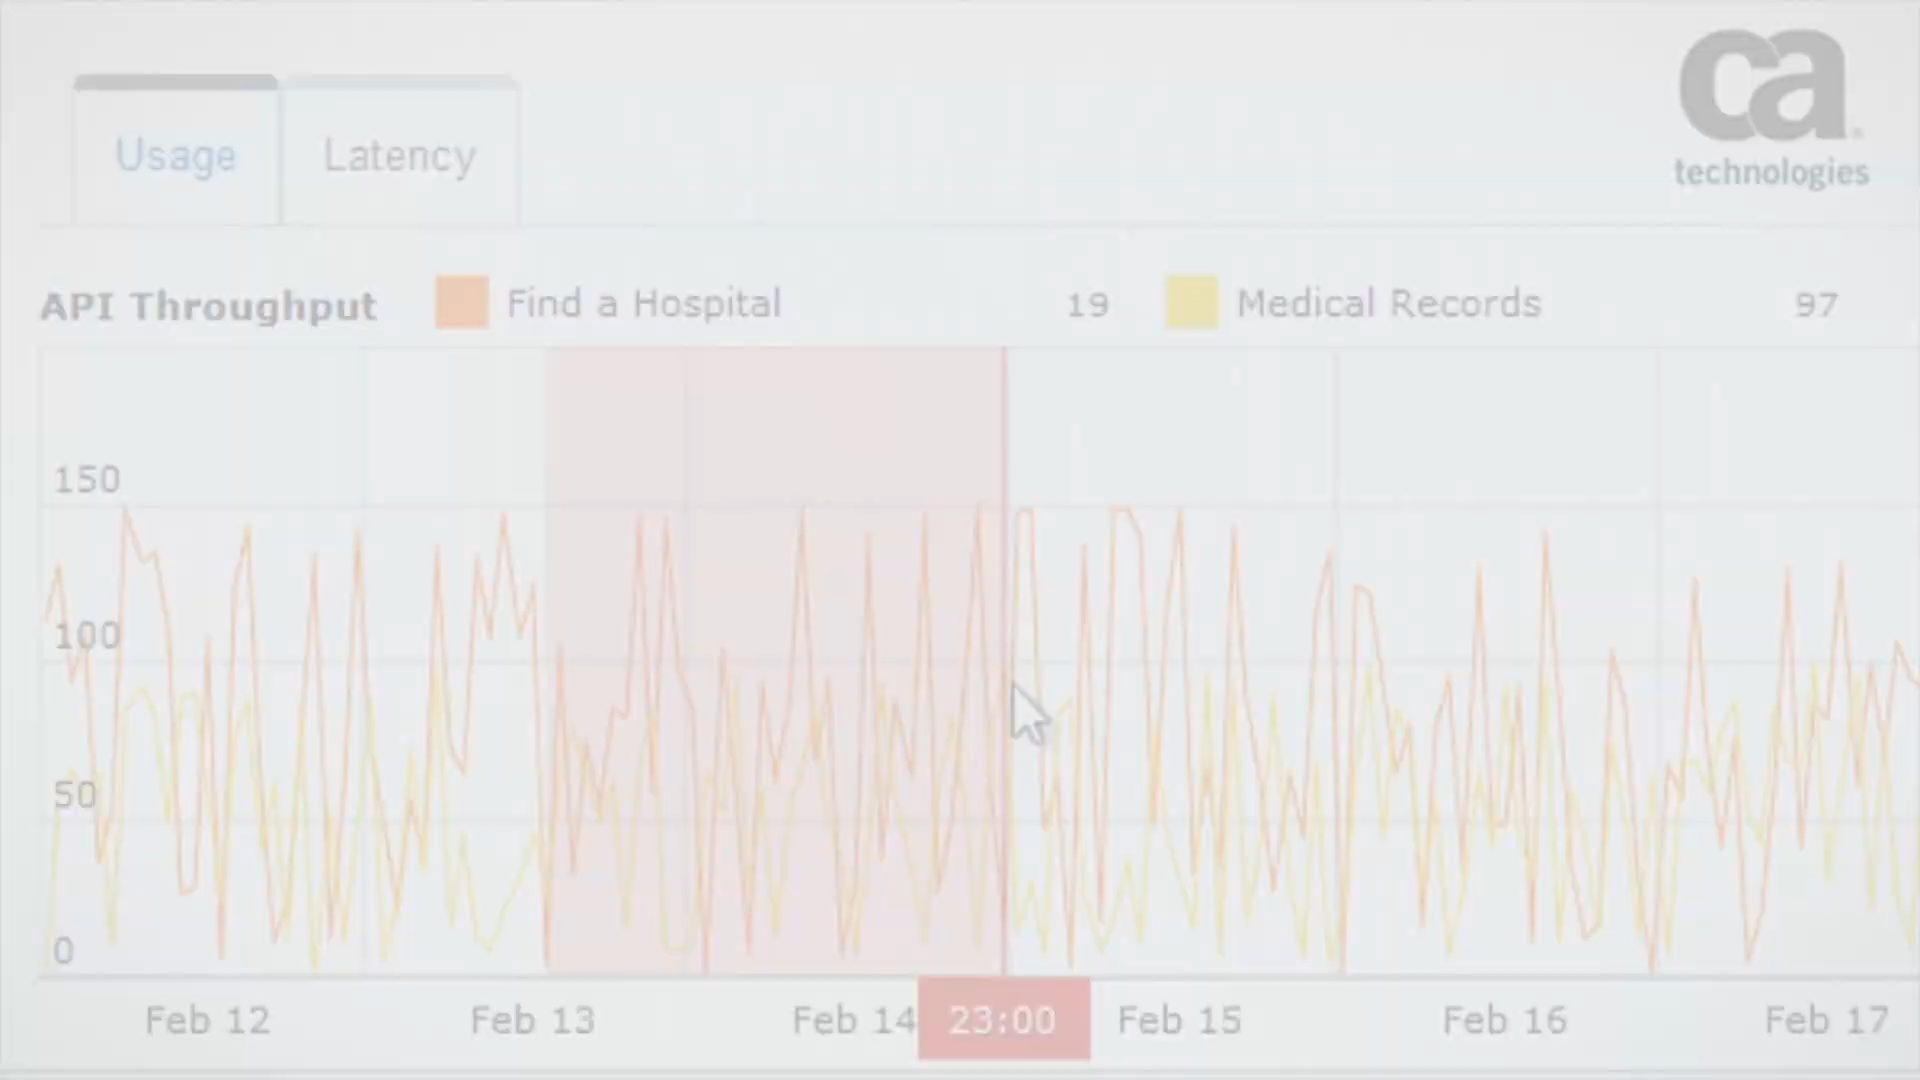 ca
technologies
Usage Latency
API Throughput Find a Hospital 19 Medical Records 97
150
100
50
0
Feb 12 Feb 13 Feb 14 23:00 Feb 15 Feb 16 Feb 17